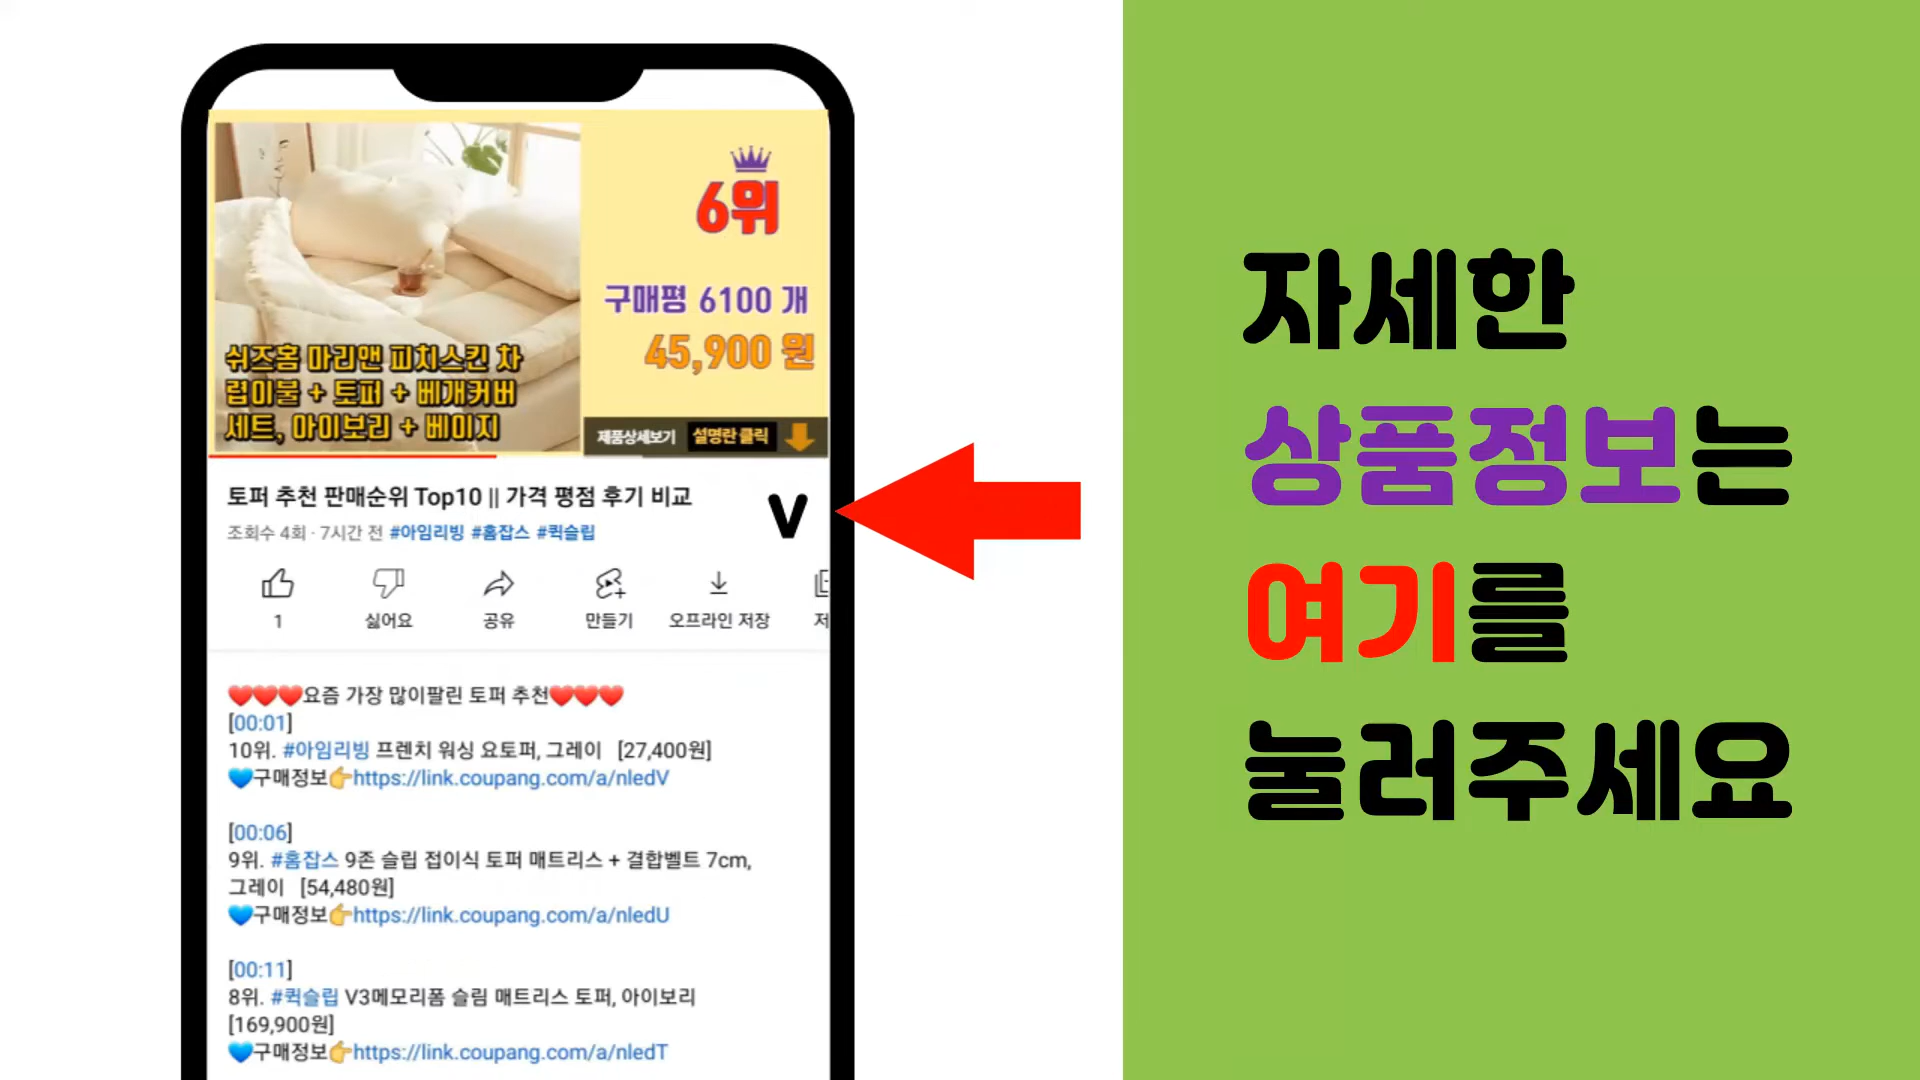 6위
구매평 6100 개
45,900 원
쉬즈홈 마리앤 피치스킨 차
렵이불 + 토퍼 + 베개커버
세트, 아이보리 + 베이지
제품상세보기 설명란 클릭
토퍼 추천 판매순위 Top10 || 가격 평점 후기 비교
V
조회수 4회 · 7시간 전 #아임리빙 #홈잡스 #퀵슬립
1 싫어요 공유 만들기 오프라인 저장 저
❤️❤️❤️요즘 가장 많이팔린 토퍼 추천❤️❤️❤️
[00:01]
10위. #아임리빙 프렌치 워싱 요토퍼, 그레이 [27,400원]
💙구매정보👉https://link.coupang.com/a/nledV
[00:06]
9위. #홈잡스 9존 슬립 접이식 토퍼 매트리스 + 결합벨트 7cm,
그레이 [54,480원]
💙구매정보👉https://link.coupang.com/a/nledU
[00:11]
8위. #퀵슬립 V3메모리폼 슬림 매트리스 토퍼, 아이보리
[169,900원]
💙구매정보👉https://link.coupang.com/a/nledT
자세한
상품정보는
여기를
눌러주세요